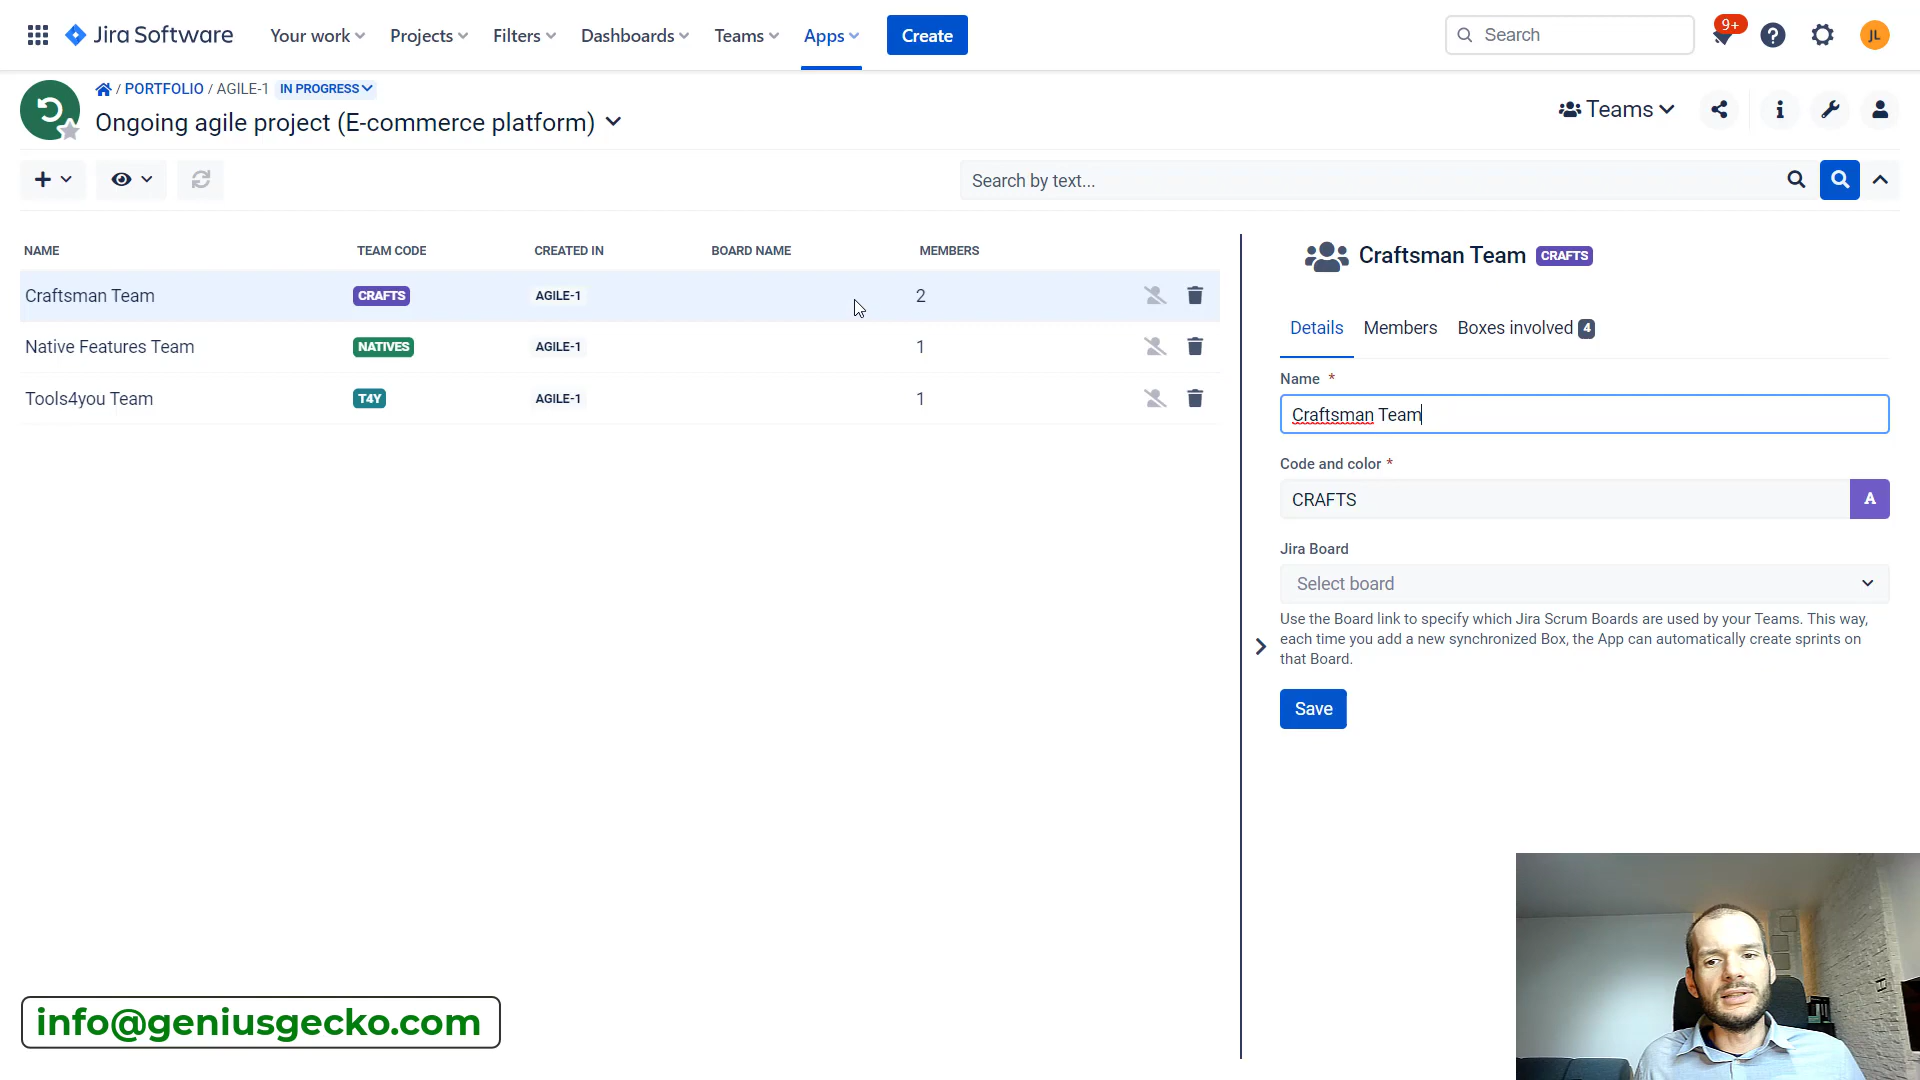 Jira Software
Your work
Projects
Filters
Dashboards
Teams
Apps
Create
Search
9+
JL
/ PORTFOLIO / AGILE-1 IN PROGRESS
Ongoing agile project (E-commerce platform)
Teams
Search by text...
NAME TEAM CODE CREATED IN BOARD NAME MEMBERS
Craftsman Team CRAFTS AGILE-1 2
Native Features Team NATIVES AGILE-1 1
Tools4you Team T4Y AGILE-1 1
Craftsman Team CRAFTS
Details Members Boxes involved 4
Name *
Craftsman Team
Code and color *
CRAFTS A
Jira Board
Select board
Use the Board link to specify which Jira Scrum Boards are used by your Teams. This way,
each time you add a new synchronized Box, the App can automatically create sprints on
that Board.
Save
info@geniusgecko.com